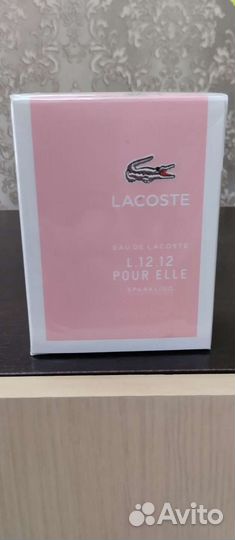 LACOSTE
EAU DE LACOSTE
L.12.12
POUR ELLE
SPARKLING
Avito